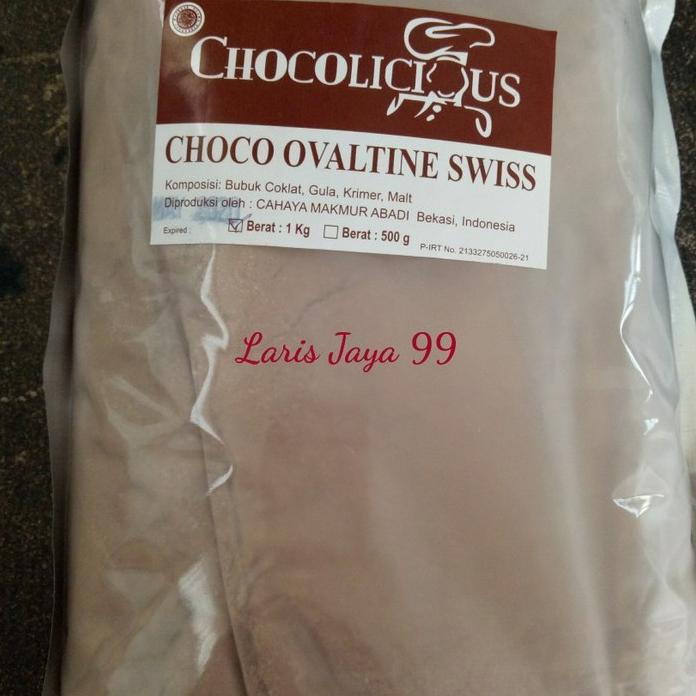 CHOCOLICIOUS
CHOCO OVALTINE SWISS
Komposisi: Bubuk Coklat, Gula, Krimer, Malt
Diproduksi oleh : CAHAYA MAKMUR ABADI Bekasi, Indonesia
Expired : ☑ Berat : 1 Kg ☐ Berat : 500 g
P-IRT No. 2133275050026-21
Laris Jaya 99